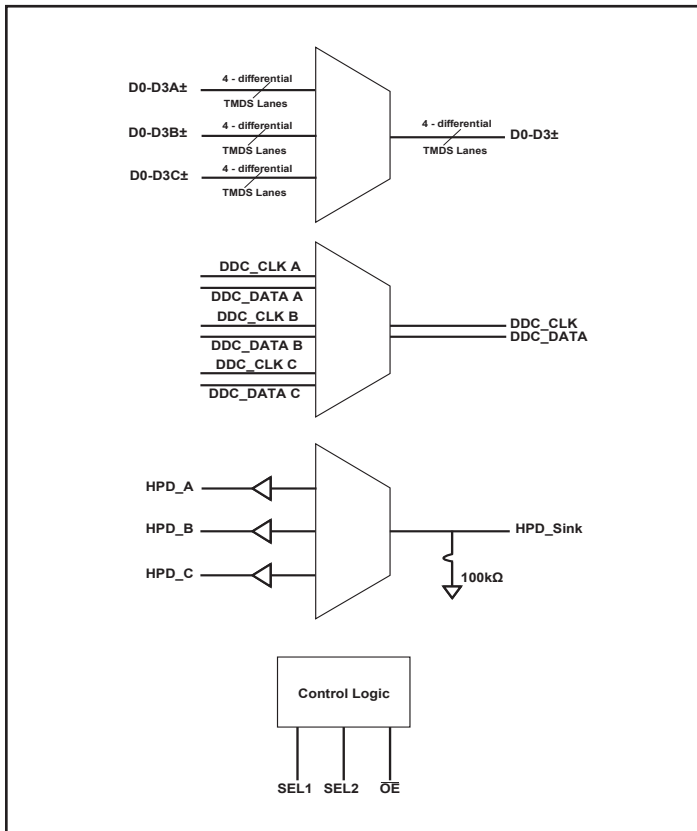 4 - differential
D0-D3A±
TMDS Lanes
4 - differential
D0-D3B±
TMDS Lanes
4 - differential
D0-D3C±
TMDS Lanes
4 - differential
D0-D3±
TMDS Lanes
DDC_CLK A
DDC_DATA A
DDC_CLK B
DDC_DATA B
DDC_CLK C
DDC_DATA C
DDC_CLK
DDC_DATA
HPD_A
HPD_B
HPD_C
HPD_Sink
100kΩ
Control Logic
SEL1 SEL2 O̅E̅